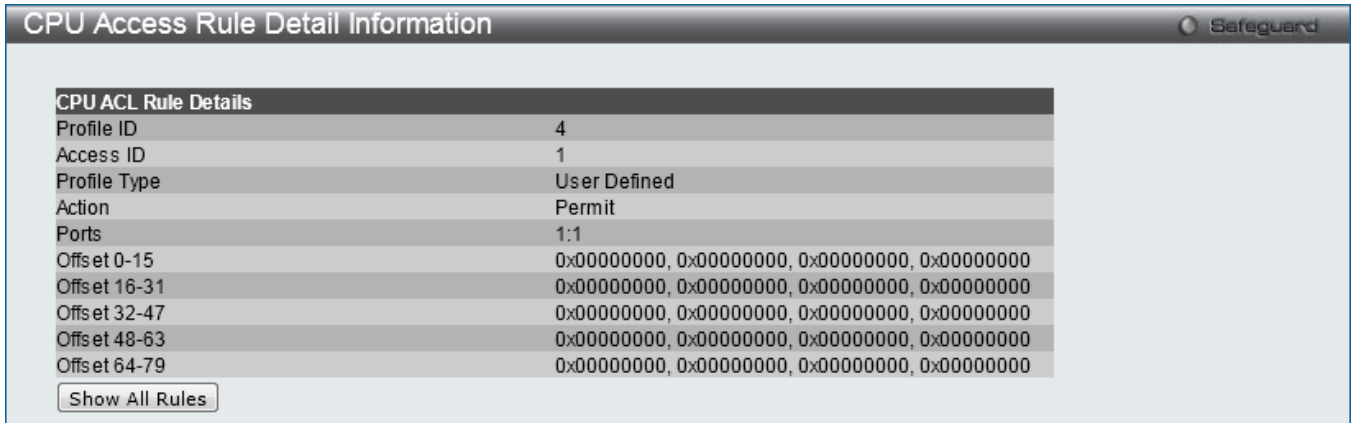 CPU Access Rule Detail Information
Safeguard
CPU ACL Rule Details
Profile ID 4
Access ID 1
Profile Type User Defined
Action Permit
Ports 1:1
Offset 0-15 0x00000000, 0x00000000, 0x00000000, 0x00000000
Offset 16-31 0x00000000, 0x00000000, 0x00000000, 0x00000000
Offset 32-47 0x00000000, 0x00000000, 0x00000000, 0x00000000
Offset 48-63 0x00000000, 0x00000000, 0x00000000, 0x00000000
Offset 64-79 0x00000000, 0x00000000, 0x00000000, 0x00000000
Show All Rules